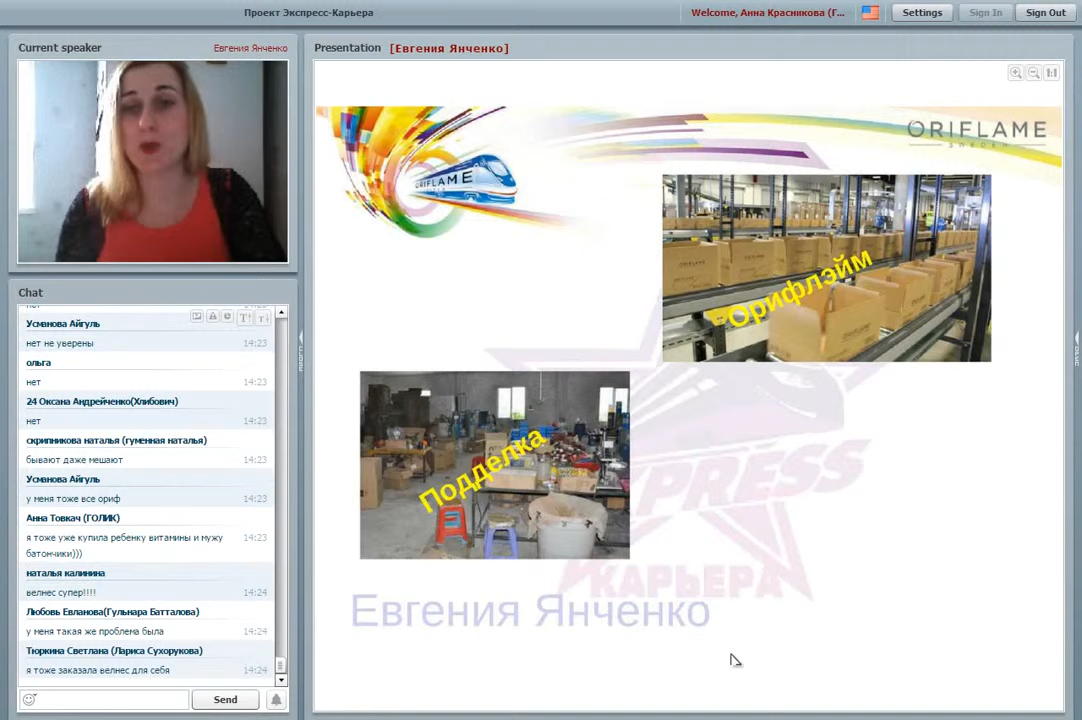 Проект Экспресс-Карьера
Welcome, Анна Красникова (Г...
Settings
Sign In
Sign Out
Current speaker
Евгения Янченко
Presentation [Евгения Янченко]
1:1
ORIFLAME
SWEDEN
ORIFLAME
ORIFLAME
Орифлэйм
Подделка
EXPRESS
КАРЬЕРА
Евгения Янченко
Chat
Усманова Айгуль
нет не уверены 14:23
ольга
нет 14:23
24 Оксана Андрейченко(Хлибович)
нет 14:23
скрипникова наталья (гуменная наталья)
бывают даже мешают 14:23
Усманова Айгуль
у меня тоже все ориф 14:23
Анна Товкач (ГОЛИК)
я тоже уже купила ребенку витамины и мужу 14:23
батончики)))
наталья калинина
велнес супер!!!! 14:24
Любовь Евланова(Гульнара Батталова)
у меня такая же проблема была 14:24
Тюркина Светлана (Лариса Сухорукова)
я тоже заказала велнес для себя 14:24
Send